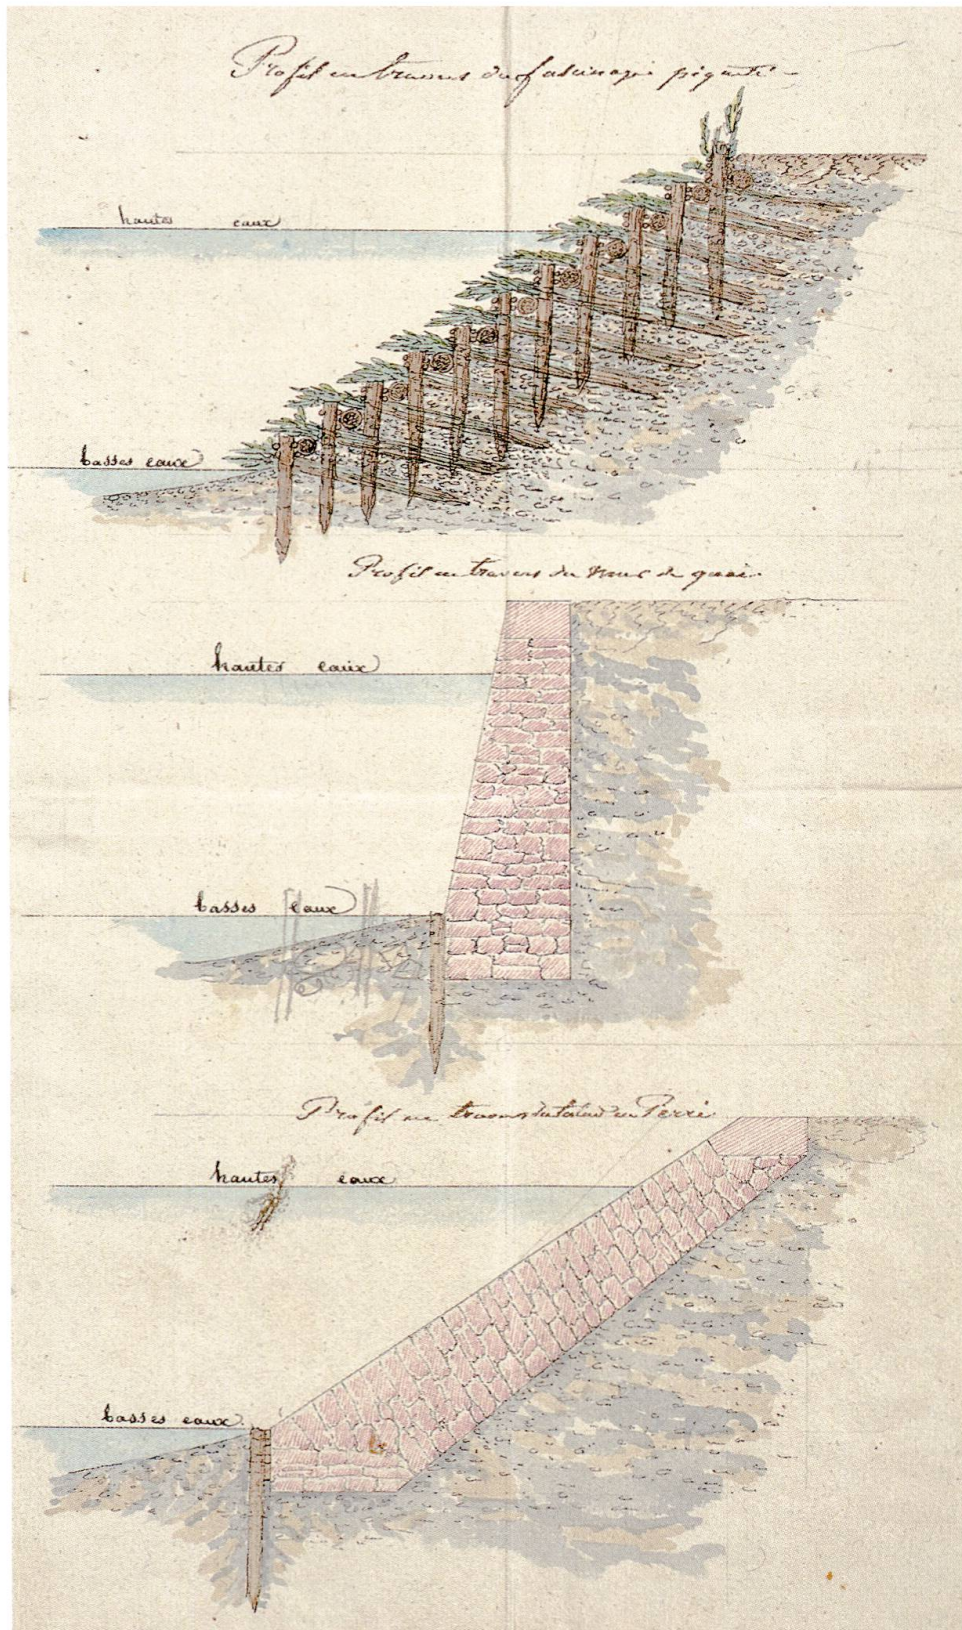 Profil en travers du fascinage piqueté
hautes eaux
basses eaux
Profil en travers du mur de quai
hautes eaux
basses eaux
Profil en travers du talud en Perré
hautes eaux
basses eaux